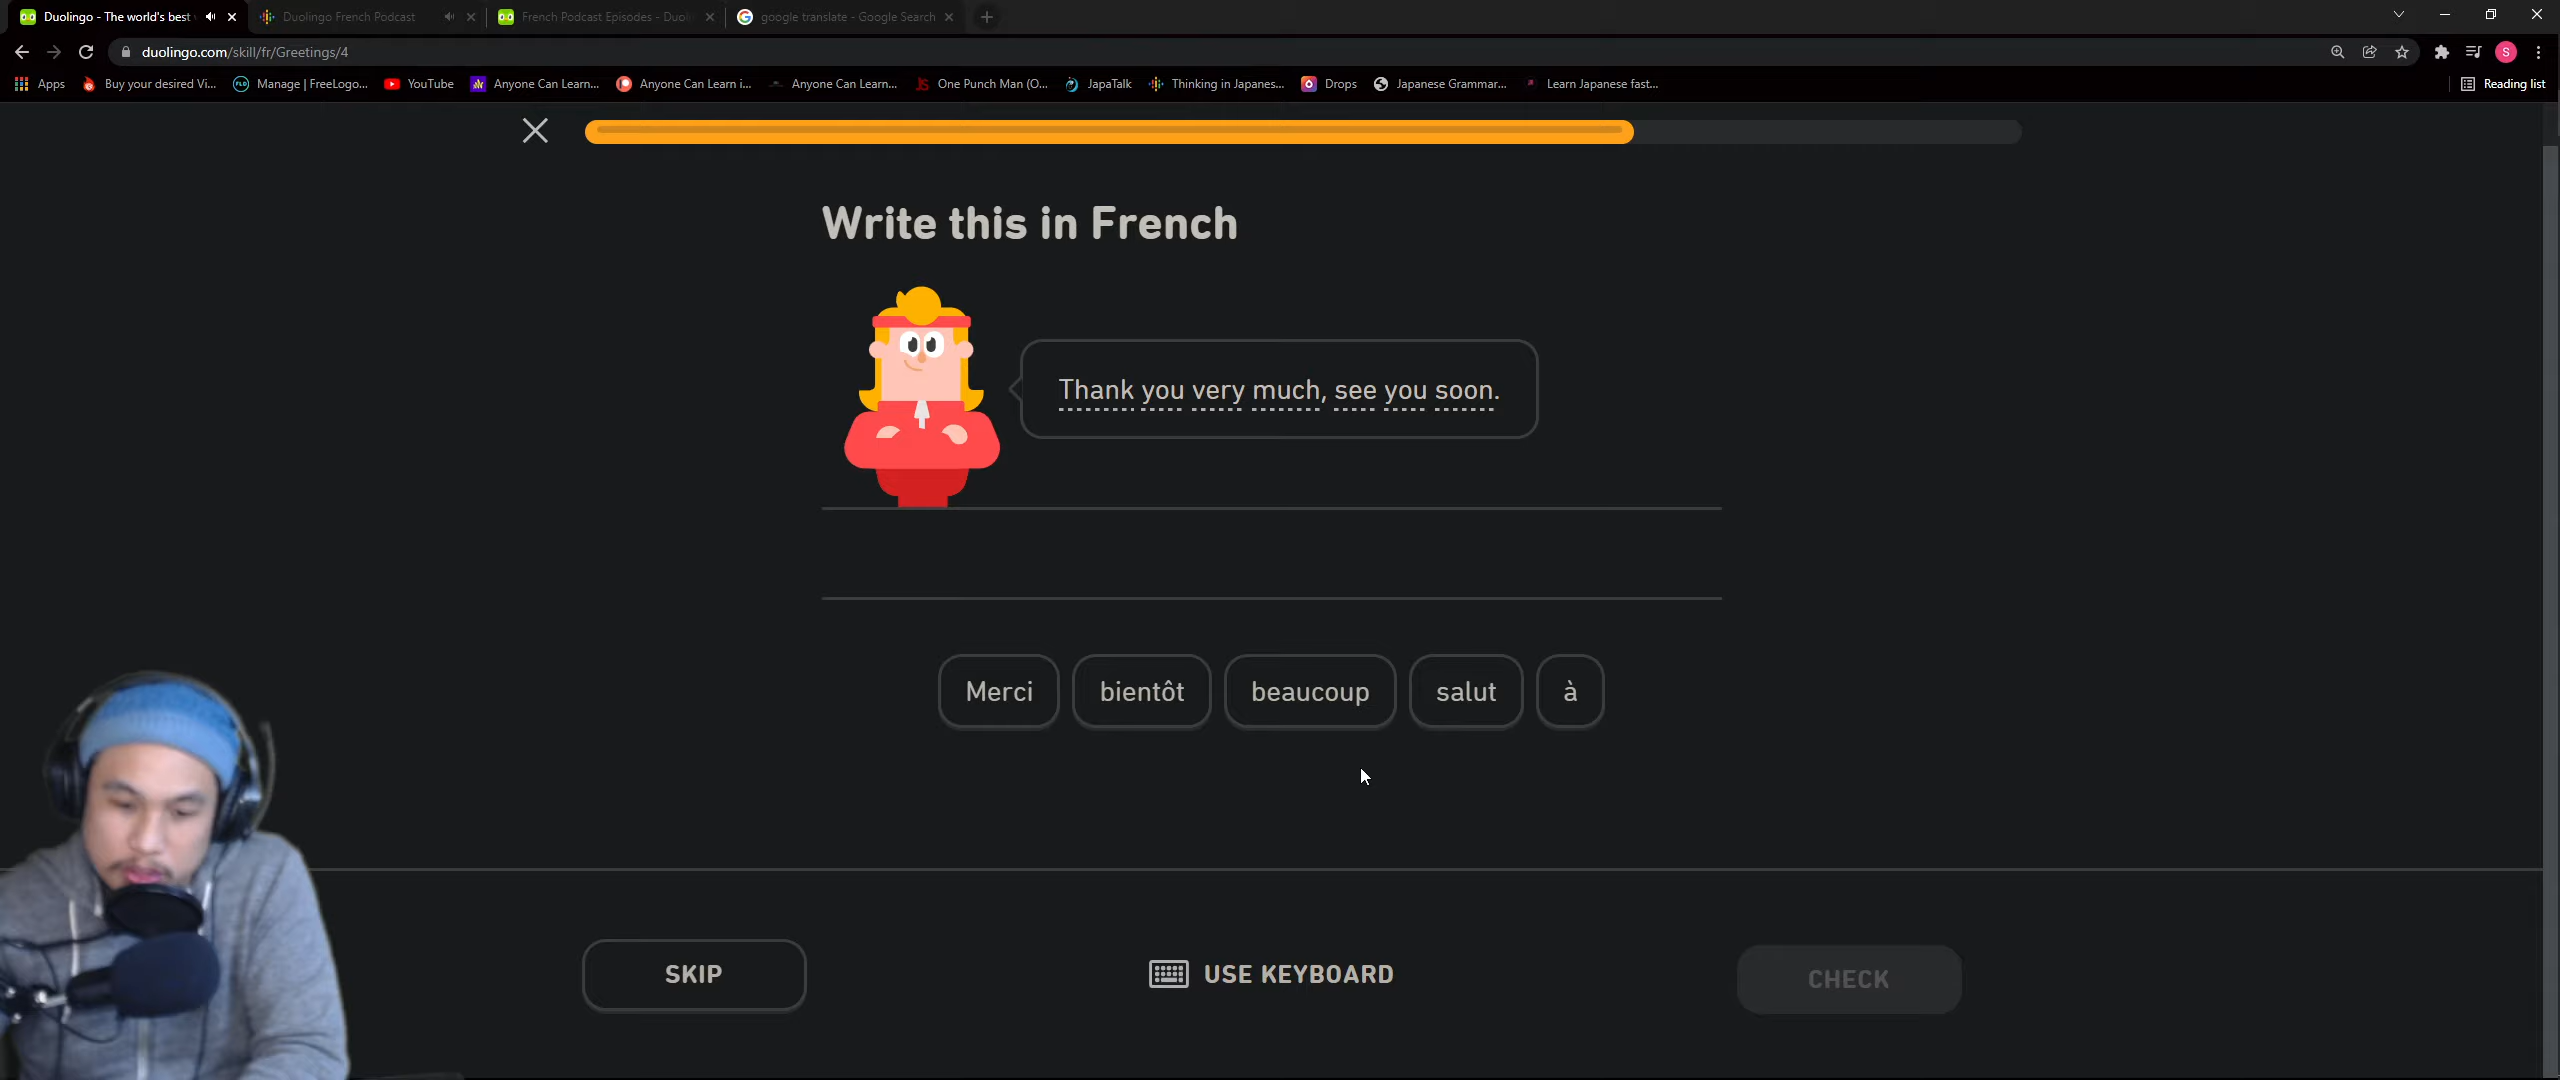 Duolingo - The world's best
Duolingo French Podcast
French Podcast Episodes - Duoli
google translate - Google Search
duolingo.com/skill/fr/Greetings/4
S
Apps
Buy your desired Vi...
Manage | FreeLogo...
YouTube
Anyone Can Learn...
Anyone Can Learn i...
Anyone Can Learn...
One Punch Man (O...
JapaTalk
Thinking in Japanes...
Drops
Japanese Grammar...
Learn Japanese fast...
Reading list
Write this in French
Thank you very much, see you soon.
Merci
bientôt
beaucoup
salut
à
SKIP
USE KEYBOARD
CHECK